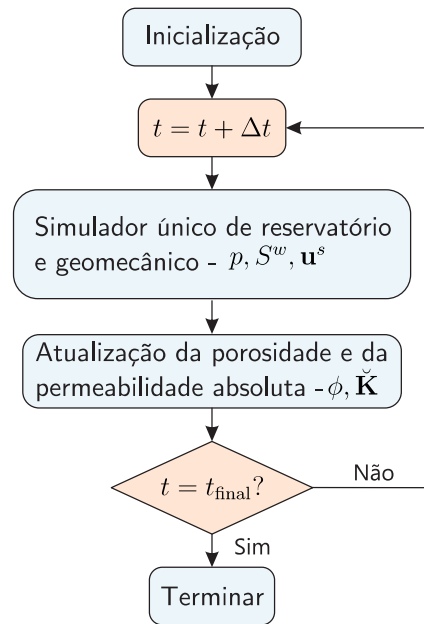 Inicialização
t = t + Δt
Simulador único de reservatório
e geomecânico - p, S^w, u^s
Atualização da porosidade e da
permeabilidade absoluta - ϕ, K̆
t = t_final?
Não
Sim
Terminar